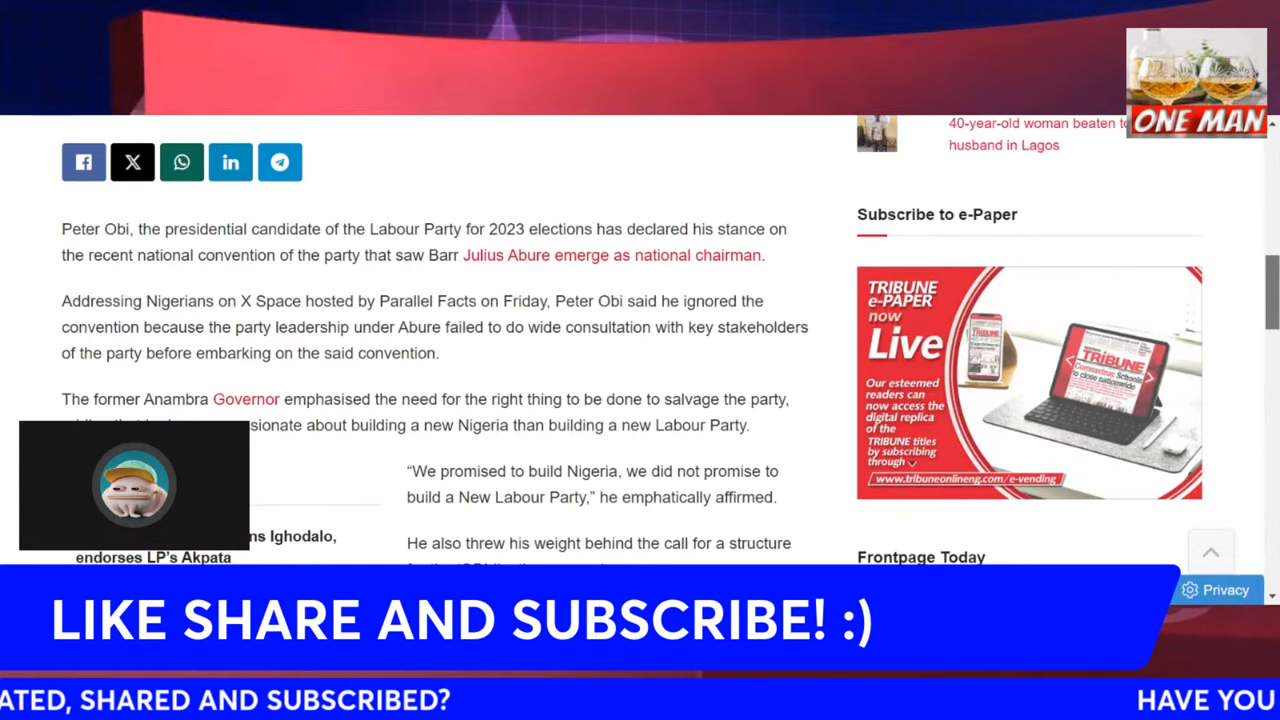 ONE MAN
40-year-old woman beaten to
husband in Lagos
Peter Obi, the presidential candidate of the Labour Party for 2023 elections has declared his stance on
the recent national convention of the party that saw Barr Julius Abure emerge as national chairman.
Addressing Nigerians on X Space hosted by Parallel Facts on Friday, Peter Obi said he ignored the
convention because the party leadership under Abure failed to do wide consultation with key stakeholders
of the party before embarking on the said convention.
The former Anambra Governor emphasised the need for the right thing to be done to salvage the party,
sionate about building a new Nigeria than building a new Labour Party.
“We promised to build Nigeria, we did not promise to
build a New Labour Party,” he emphatically affirmed.
ns Ighodalo,
endorses LP’s Akpata
He also threw his weight behind the call for a structure
Subscribe to e-Paper
TRIBUNE
e-PAPER
now
Live
Our esteemed
readers can
now access the
digital replica
of the
TRIBUNE titles
by subscribing
through
www.tribuneonlineng.com/e-vending
TRIBUNE
Coronavirus: Schools
to close nationwide
Frontpage Today
Privacy
LIKE SHARE AND SUBSCRIBE! :)
ATED, SHARED AND SUBSCRIBED?
HAVE YOU